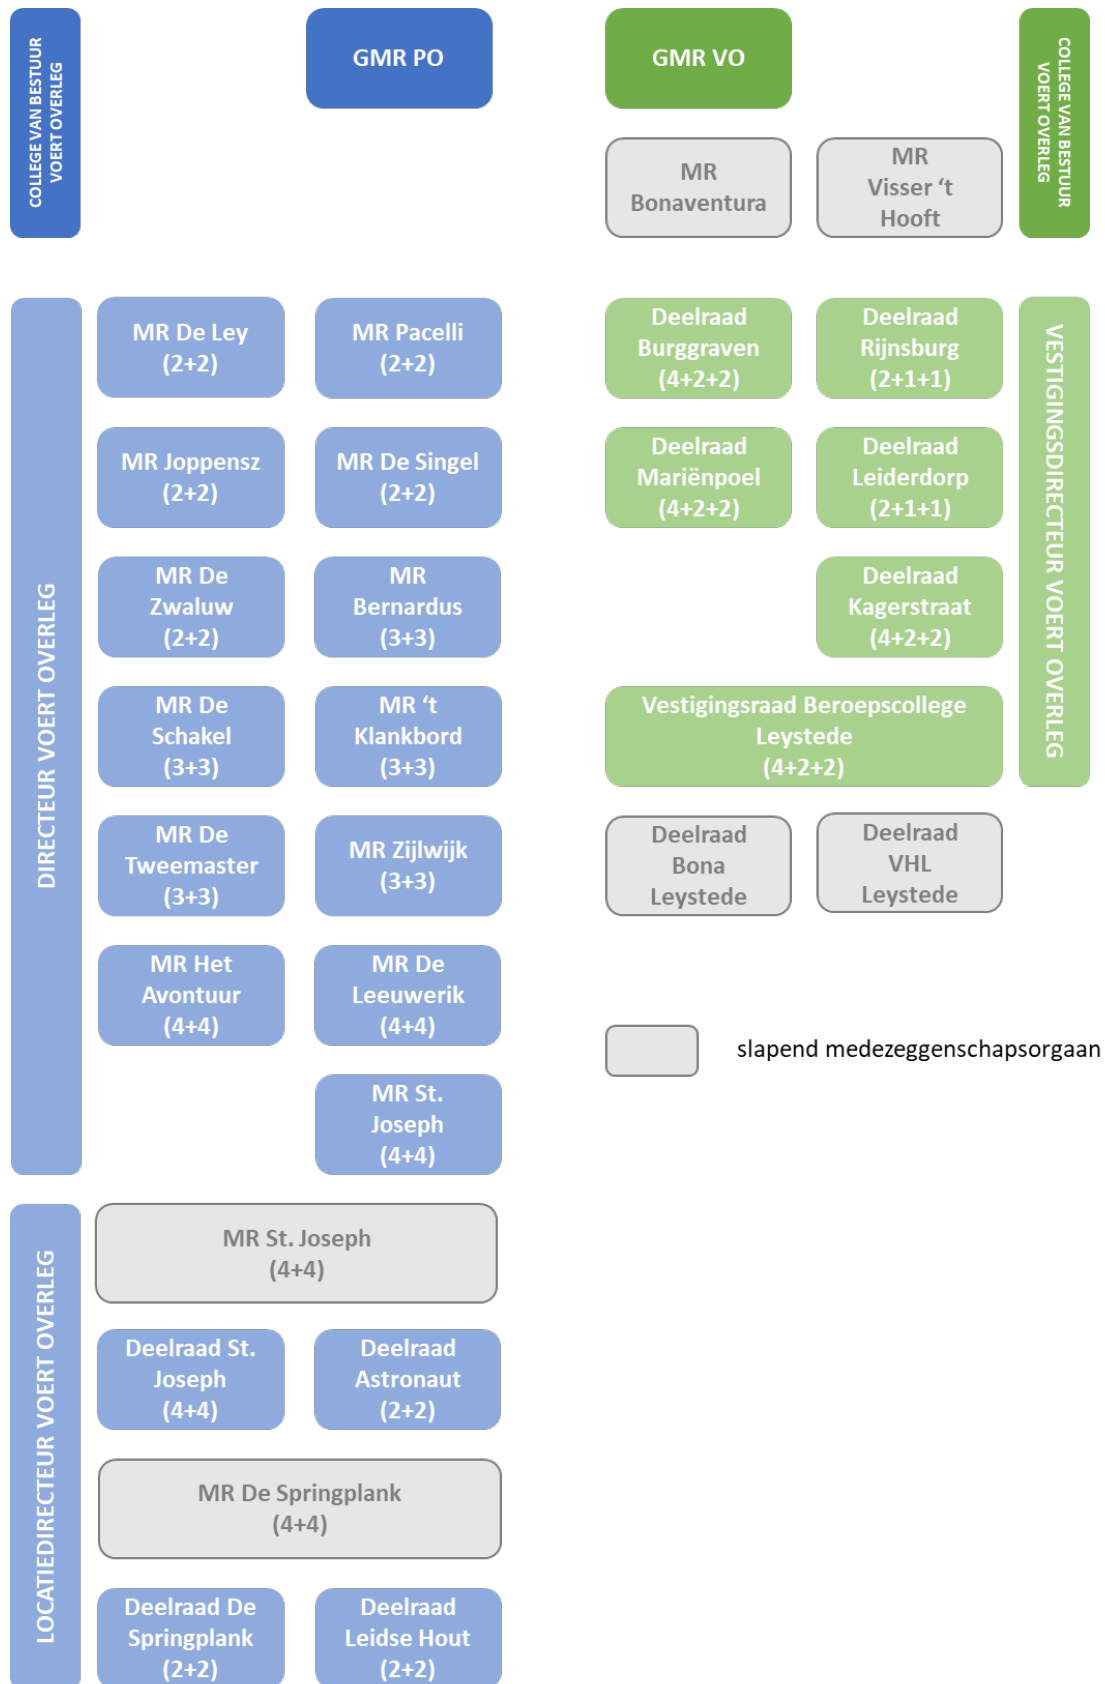 COLLEGE VAN BESTUUR
VOERT OVERLEG
GMR PO
GMR VO
COLLEGE VAN BESTUUR
VOERT OVERLEG
MR
Bonaventura
MR
Visser ‘t
Hooft
DIRECTEUR VOERT OVERLEG
MR De Ley
(2+2)
MR Pacelli
(2+2)
Deelraad
Burggraven
(4+2+2)
Deelraad
Rijnsburg
(2+1+1)
VESTIGINGSDIRECTEUR VOERT OVERLEG
MR Joppensz
(2+2)
MR De Singel
(2+2)
Deelraad
Mariënpoel
(4+2+2)
Deelraad
Leiderdorp
(2+1+1)
MR De
Zwaluw
(2+2)
MR
Bernardus
(3+3)
Deelraad
Kagerstraat
(4+2+2)
MR De
Schakel
(3+3)
MR ‘t
Klankbord
(3+3)
Vestigingsraad Beroepscollege
Leystede
(4+2+2)
MR De
Tweemaster
(3+3)
MR Zijlwijk
(3+3)
Deelraad
Bona
Leystede
Deelraad
VHL
Leystede
MR Het
Avontuur
(4+4)
MR De
Leeuwerik
(4+4)
slapend medezeggenschapsorgaan
MR St.
Joseph
(4+4)
LOCATIEDIRECTEUR VOERT OVERLEG
MR St. Joseph
(4+4)
Deelraad St.
Joseph
(4+4)
Deelraad
Astronaut
(2+2)
MR De Springplank
(4+4)
Deelraad De
Springplank
(2+2)
Deelraad
Leidse Hout
(2+2)